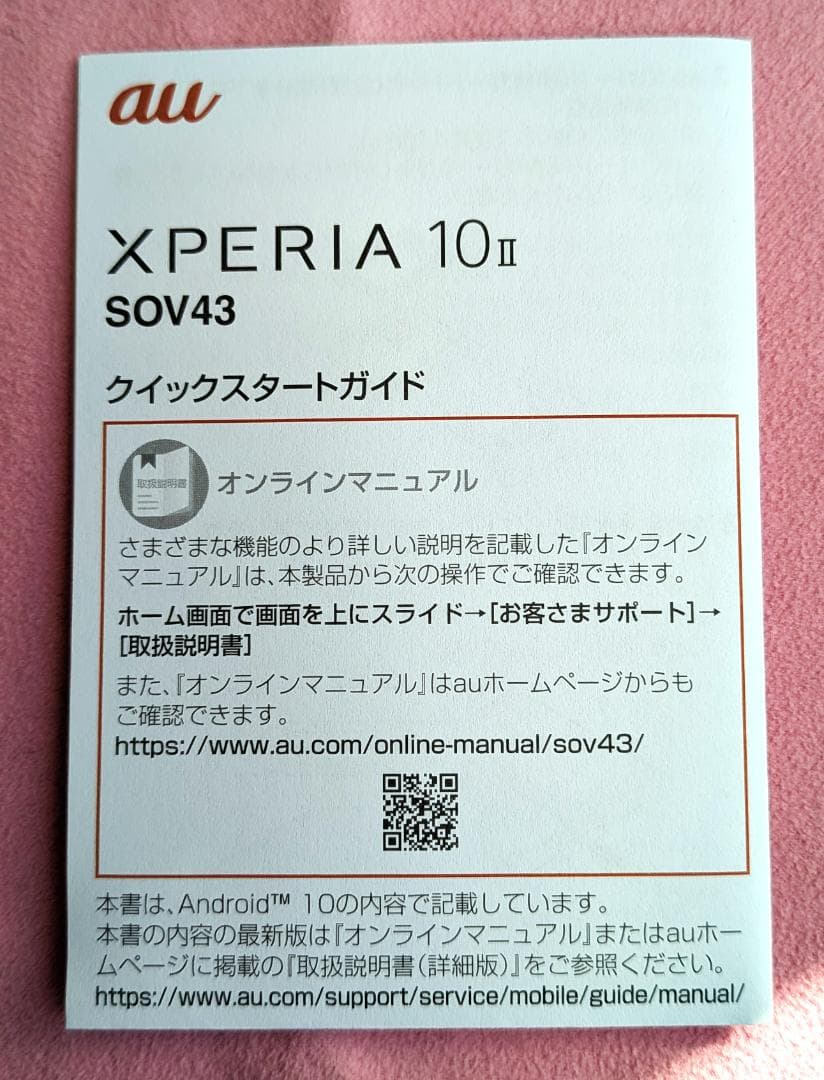 au
XPERIA 10 II
SOV43
クイックスタートガイド
取扱説明書
オンラインマニュアル
さまざまな機能のより詳しい説明を記載した『オンライン
マニュアル』は、本製品から次の操作でご確認できます。
ホーム画面で画面を上にスライド→[お客さまサポート]→
[取扱説明書]
また、『オンラインマニュアル』はauホームページからも
ご確認できます。
https://www.au.com/online-manual/sov43/
本書は、Android™ 10の内容で記載しています。
本書の内容の最新版は『オンラインマニュアル』またはauホー
ムページに掲載の『取扱説明書(詳細版)』をご参照ください。
https://www.au.com/support/service/mobile/guide/manual/